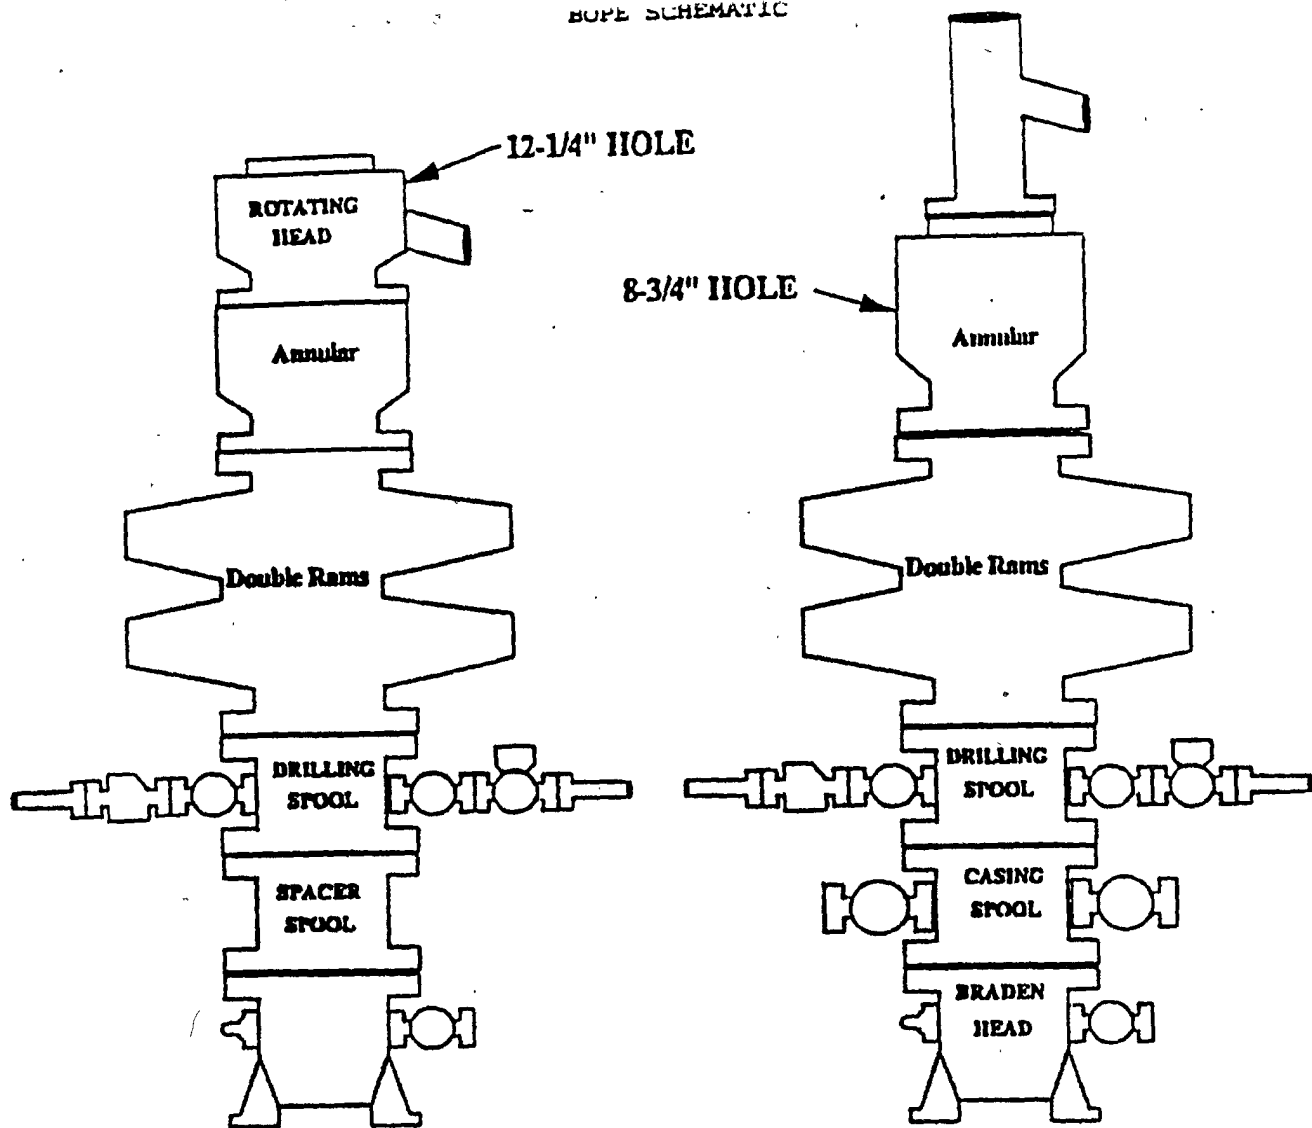 BOPE SCHEMATIC
12-1/4" HOLE
ROTATING
HEAD
Annular
Double Rams
DRILLING
SPOOL
SPACER
SPOOL
8-3/4" HOLE
Annular
Double Rams
DRILLING
SPOOL
CASING
SPOOL
BRADEN
HEAD